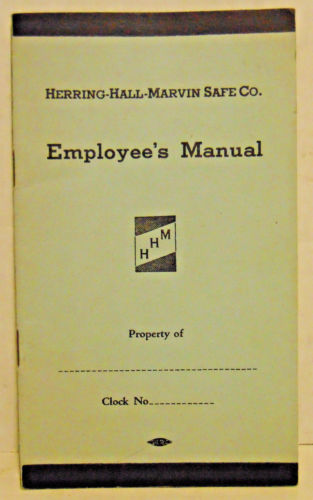 HERRING-HALL-MARVIN SAFE CO.
Employee's Manual
H H M
Property of
Clock No.